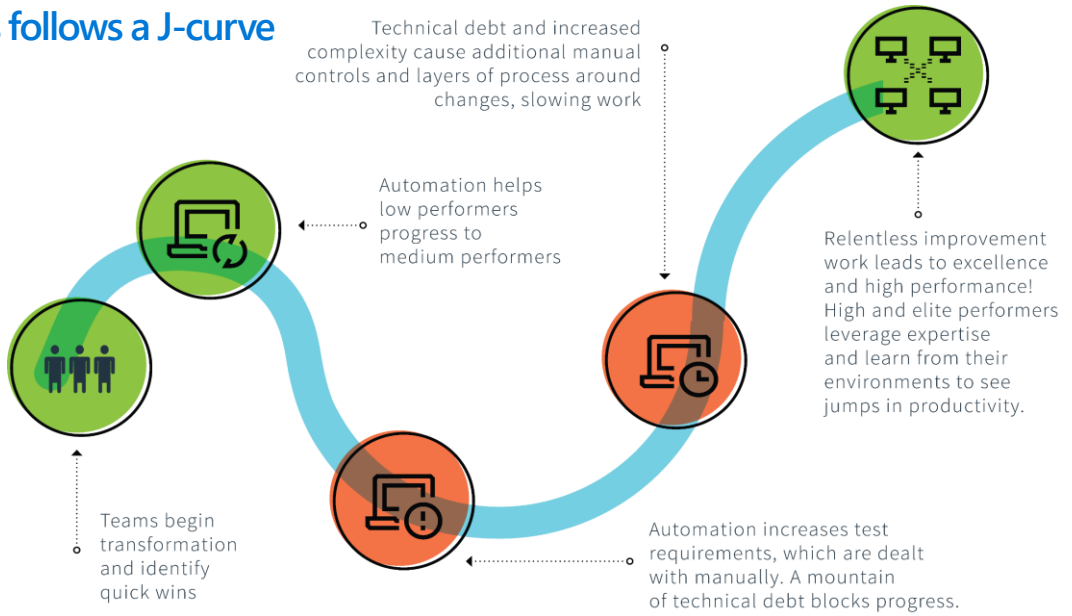 follows a J-curve
Technical debt and increased
complexity cause additional manual
controls and layers of process around
changes, slowing work
Automation helps
low performers
progress to
medium performers
Relentless improvement
work leads to excellence
and high performance!
High and elite performers
leverage expertise
and learn from their
environments to see
jumps in productivity.
Teams begin
transformation
and identify
quick wins
Automation increases test
requirements, which are dealt
with manually. A mountain
of technical debt blocks progress.